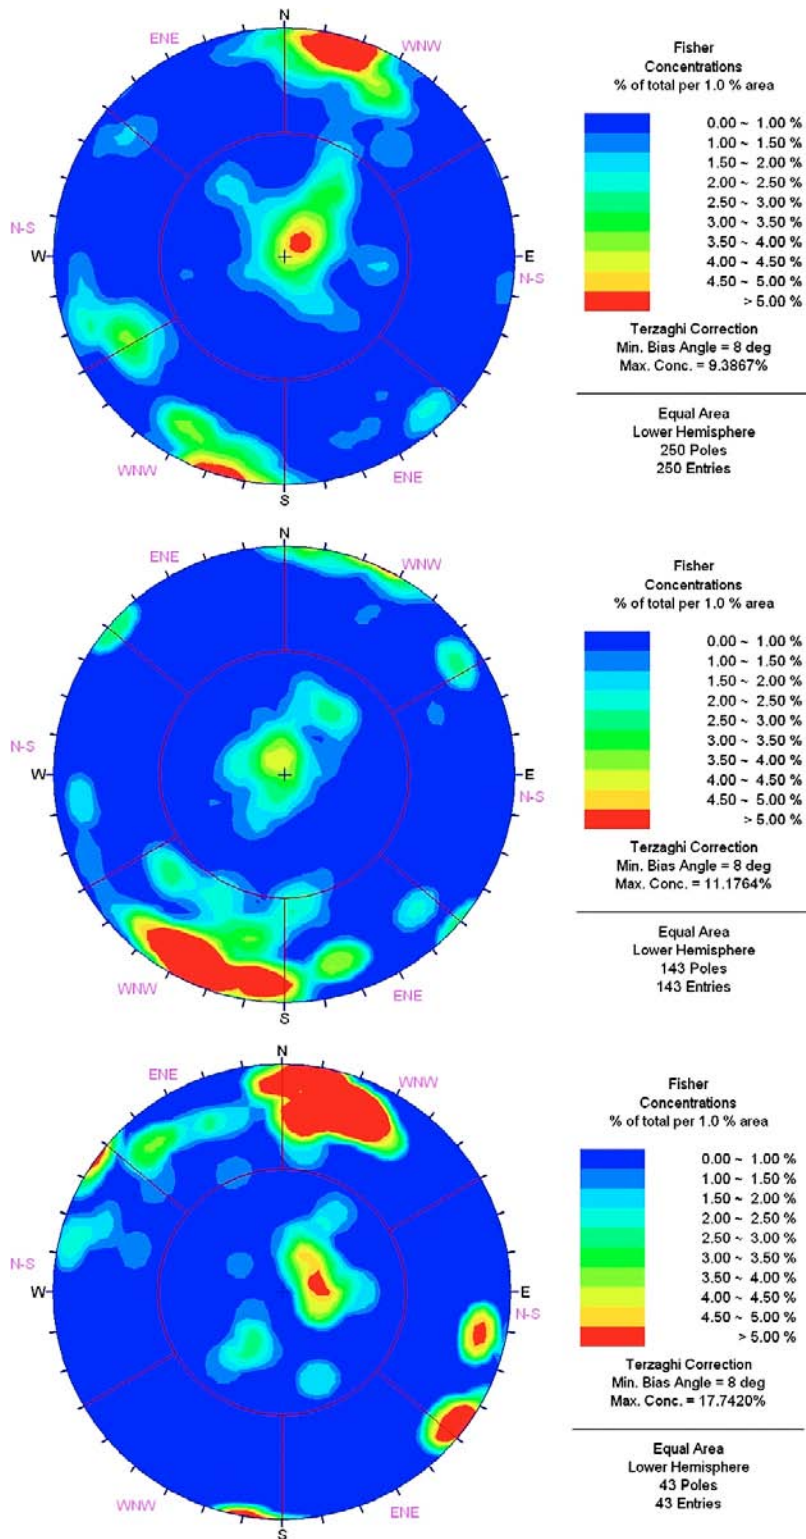 N
ENE
WNW
N-S
W
E
N-S
WNW
ENE
S
Fisher
Concentrations
% of total per 1.0 % area
0.00 ~ 1.00 %
1.00 ~ 1.50 %
1.50 ~ 2.00 %
2.00 ~ 2.50 %
2.50 ~ 3.00 %
3.00 ~ 3.50 %
3.50 ~ 4.00 %
4.00 ~ 4.50 %
4.50 ~ 5.00 %
> 5.00 %
Terzaghi Correction
Min. Bias Angle = 8 deg
Max. Conc. = 9.3867%
Equal Area
Lower Hemisphere
250 Poles
250 Entries
N
ENE
WNW
N-S
W
E
N-S
WNW
ENE
S
Fisher
Concentrations
% of total per 1.0 % area
0.00 ~ 1.00 %
1.00 ~ 1.50 %
1.50 ~ 2.00 %
2.00 ~ 2.50 %
2.50 ~ 3.00 %
3.00 ~ 3.50 %
3.50 ~ 4.00 %
4.00 ~ 4.50 %
4.50 ~ 5.00 %
> 5.00 %
Terzaghi Correction
Min. Bias Angle = 8 deg
Max. Conc. = 11.1764%
Equal Area
Lower Hemisphere
143 Poles
143 Entries
N
ENE
WNW
N-S
W
E
N-S
WNW
ENE
S
Fisher
Concentrations
% of total per 1.0 % area
0.00 ~ 1.00 %
1.00 ~ 1.50 %
1.50 ~ 2.00 %
2.00 ~ 2.50 %
2.50 ~ 3.00 %
3.00 ~ 3.50 %
3.50 ~ 4.00 %
4.00 ~ 4.50 %
4.50 ~ 5.00 %
> 5.00 %
Terzaghi Correction
Min. Bias Angle = 8 deg
Max. Conc. = 17.7420%
Equal Area
Lower Hemisphere
43 Poles
43 Entries